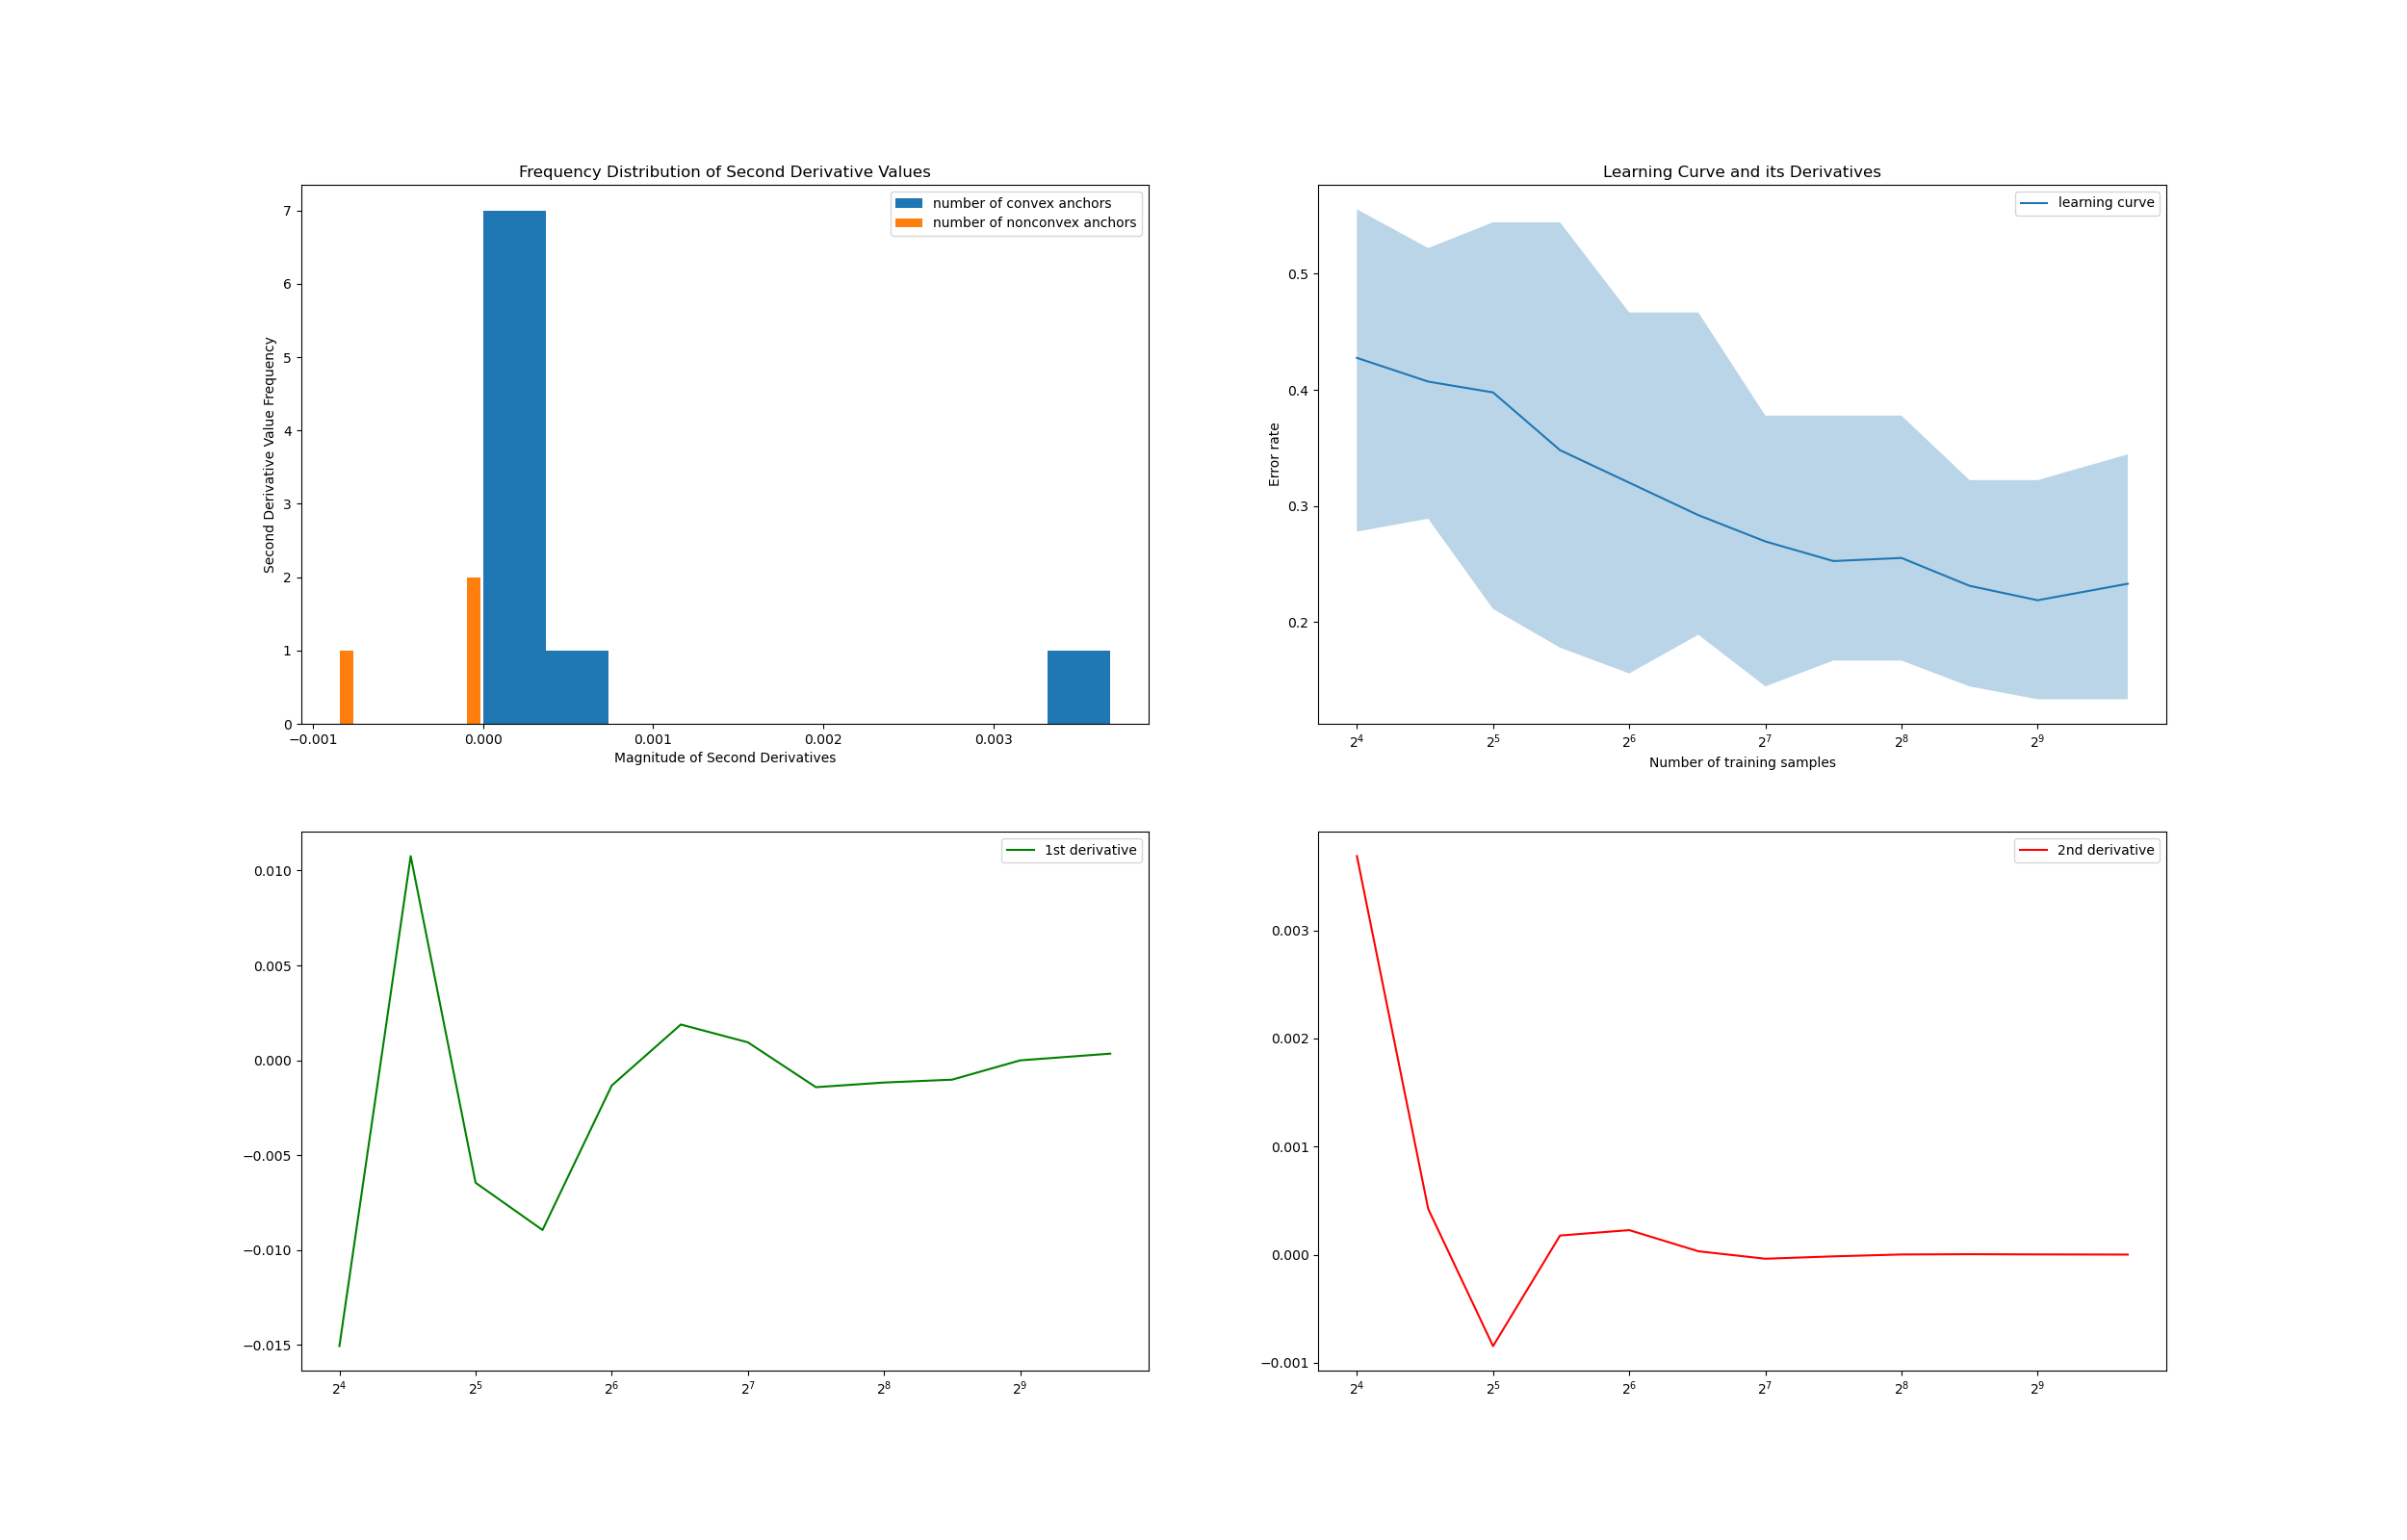 Frequency Distribution of Second Derivative Values
number of convex anchors
number of nonconvex anchors
Second Derivative Value Frequency
7
6
5
4
3
2
1
0
−0.001 0.000 0.001 0.002 0.003
Magnitude of Second Derivatives
Learning Curve and its Derivatives
learning curve
Error rate
0.5
0.4
0.3
0.2
2⁴ 2⁵ 2⁶ 2⁷ 2⁸ 2⁹
Number of training samples
1st derivative
0.010
0.005
0.000
−0.005
−0.010
−0.015
2⁴ 2⁵ 2⁶ 2⁷ 2⁸ 2⁹
2nd derivative
0.003
0.002
0.001
0.000
−0.001
2⁴ 2⁵ 2⁶ 2⁷ 2⁸ 2⁹